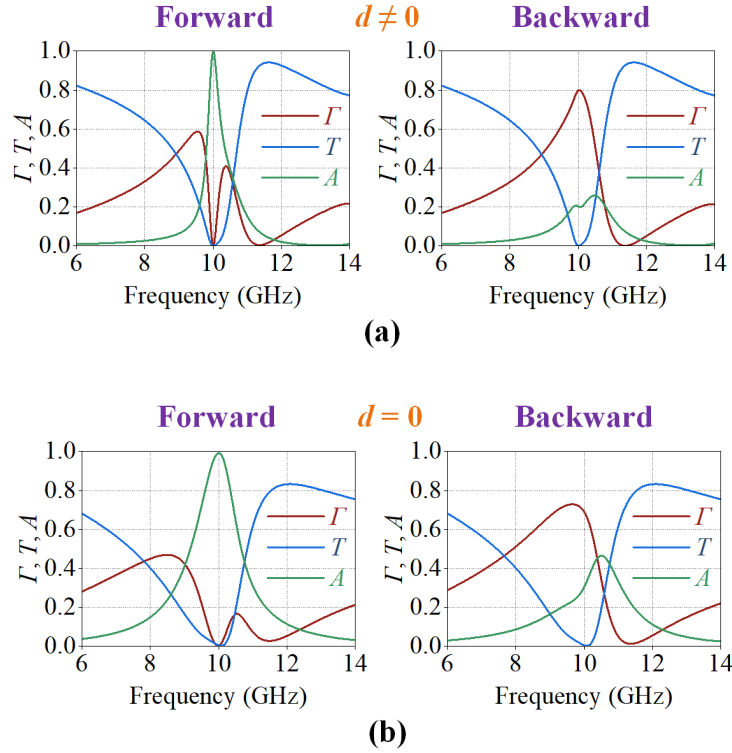 Forward d ≠ 0 Backward
Γ, T, A
1.0
0.8
0.6
0.4
0.2
0.0
Γ
T
A
6 8 10 12 14
Frequency (GHz)
Γ, T, A
1.0
0.8
0.6
0.4
0.2
0.0
Γ
T
A
6 8 10 12 14
Frequency (GHz)
(a)
Forward d = 0 Backward
Γ, T, A
1.0
0.8
0.6
0.4
0.2
0.0
Γ
T
A
6 8 10 12 14
Frequency (GHz)
Γ, T, A
1.0
0.8
0.6
0.4
0.2
0.0
Γ
T
A
6 8 10 12 14
Frequency (GHz)
(b)